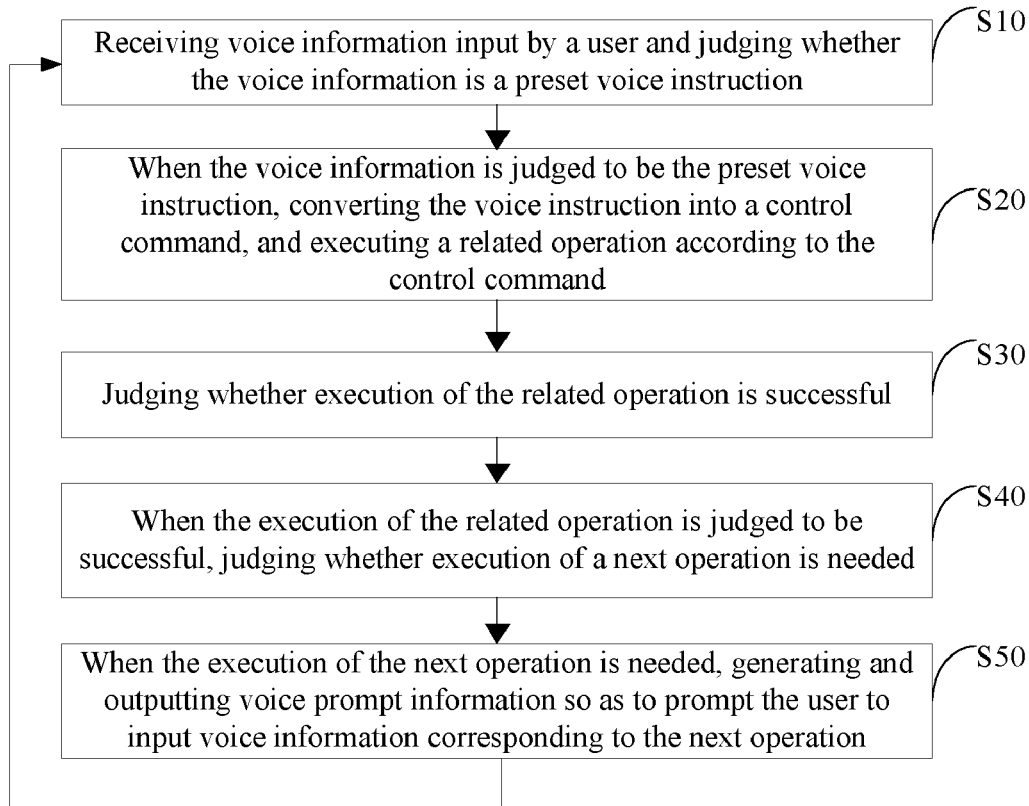 S10
Receiving voice information input by a user and judging whether
the voice information is a preset voice instruction
When the voice information is judged to be the preset voice
instruction, converting the voice instruction into a control
command, and executing a related operation according to the
control command
S20
S30
Judging whether execution of the related operation is successful
S40
When the execution of the related operation is judged to be
successful, judging whether execution of a next operation is needed
S50
When the execution of the next operation is needed, generating and
outputting voice prompt information so as to prompt the user to
input voice information corresponding to the next operation